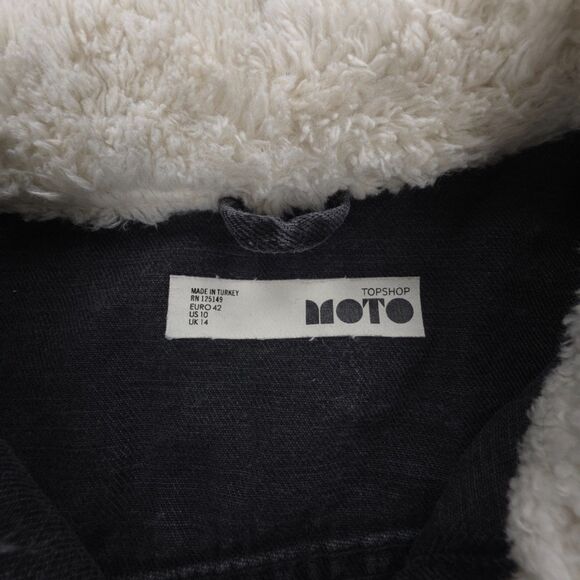 MADE IN TURKEY
RN 125149
EURO 42
US 10
UK 14
TOPSHOP
MOTO